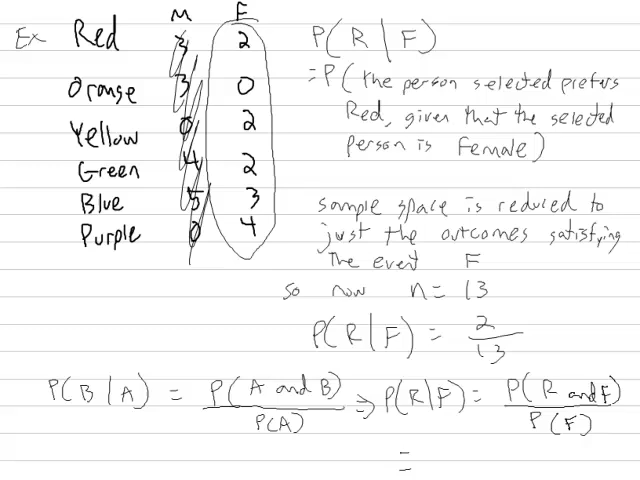 M F
Ex Red 3 2
Orange 3 0
Yellow 0 2
Green 4 2
Blue 5 3
Purple 0 4
P(R|F)
=P(The person selected prefers
Red, given that the selected
person is Female)
sample space is reduced to
just the outcomes satisfying
The event F
so now n=13
P(R|F) = 2/13
P(B|A) = P(A and B)/P(A) ⇒ P(R|F) = P(R and F)/P(F)
=